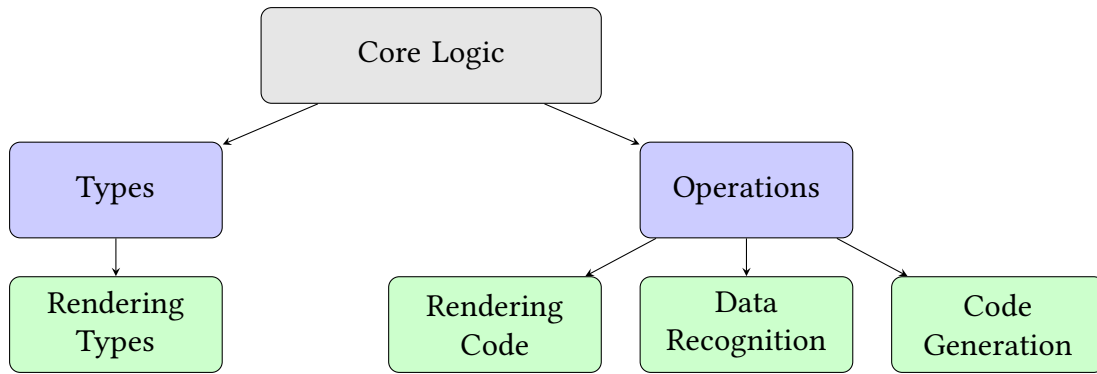 Core Logic
Types
Operations
Rendering
Types
Rendering
Code
Data
Recognition
Code
Generation